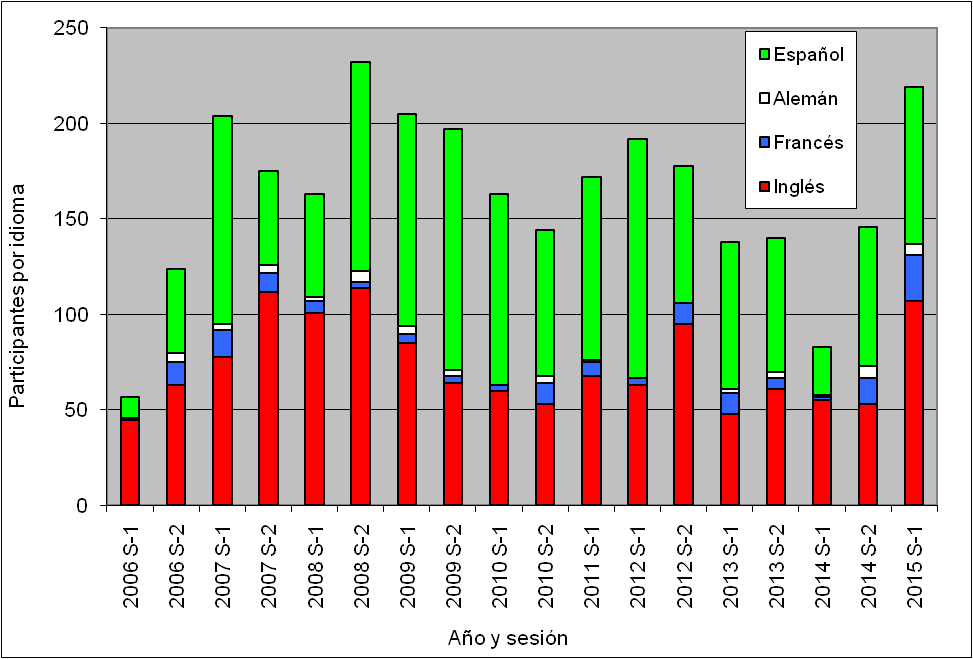 250
200
150
100
50
0
Participantes por idioma
Español
Alemán
Francés
Inglés
2006 S-1
2006 S-2
2007 S-1
2007 S-2
2008 S-1
2008 S-2
2009 S-1
2009 S-2
2010 S-1
2010 S-2
2011 S-1
2012 S-1
2012 S-2
2013 S-1
2013 S-2
2014 S-1
2014 S-2
2015 S-1
Año y sesión